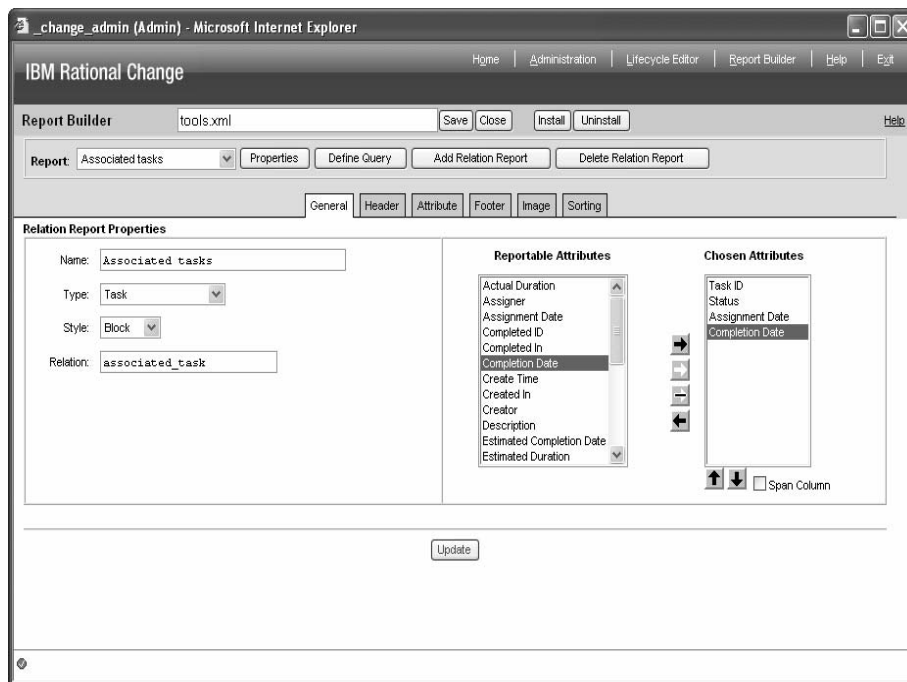 _change_admin (Admin) - Microsoft Internet Explorer
Home | Administration | Lifecycle Editor | Report Builder | Help | Exit
IBM Rational Change
Report Builder tools.xml Save Close Install Uninstall Help
Report: Associated tasks Properties Define Query Add Relation Report Delete Relation Report
General Header Attribute Footer Image Sorting
Relation Report Properties
Name: Associated tasks
Type: Task
Style: Block
Relation: associated_task
Reportable Attributes
Actual Duration
Assigner
Assignment Date
Completed ID
Completed In
Completion Date
Create Time
Created In
Creator
Description
Estimated Completion Date
Estimated Duration
Chosen Attributes
Task ID
Status
Assignment Date
Completion Date
Span Column
Update